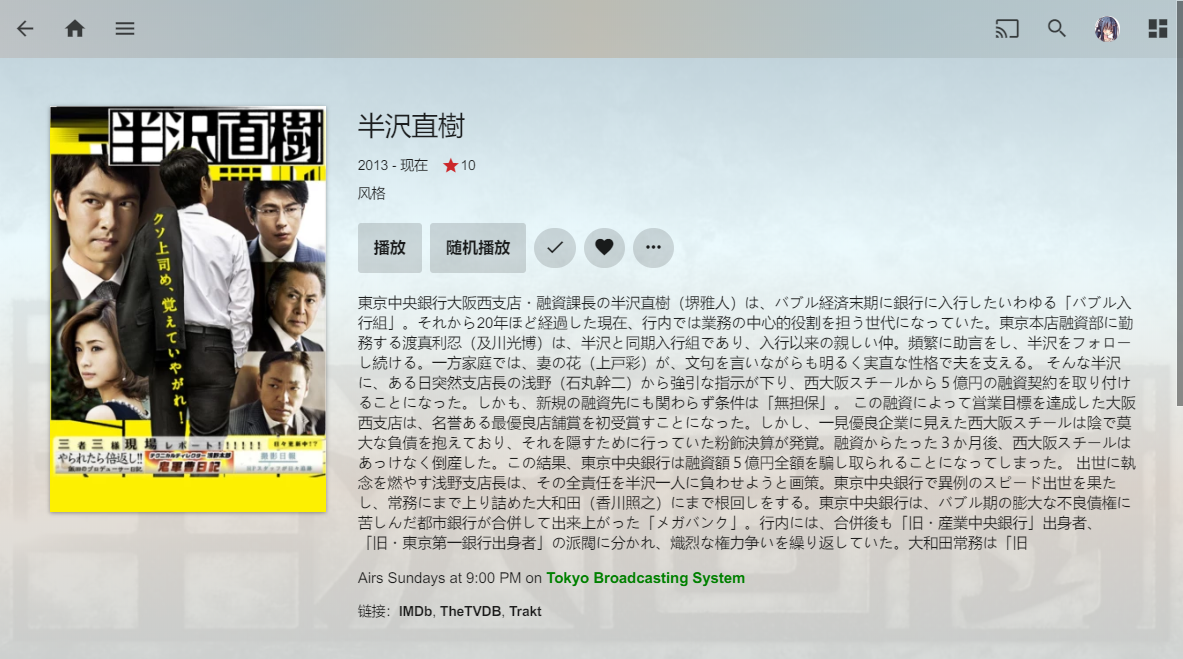 半沢直樹
クソ上司め、覚えていやがれ！
三者三様現場レポート!!!!!!
やられたら倍返し!!
半沢直樹
2013 - 现在 10
风格
播放 随机播放
東京中央銀行大阪西支店・融資課長の半沢直樹（堺雅人）は、バブル経済末期に銀行に入行したいわゆる「バブル入
行組」。それから20年ほど経過した現在、行内では業務の中心的役割を担う世代になっていた。東京本店融資部に勤
務する渡真利忍（及川光博）は、半沢と同期入行組であり、入行以来の親しい仲。頻繁に助言をし、半沢をフォロー
し続ける。一方家庭では、妻の花（上戸彩）が、文句を言いながらも明るく実直な性格で夫を支える。 そんな半沢
に、ある日突然支店長の浅野（石丸幹二）から強引な指示が下り、西大阪スチールから５億円の融資契約を取り付け
ることになった。しかも、新規の融資先にも関わらず条件は「無担保」。 この融資によって営業目標を達成した大阪
西支店は、名誉ある最優良店舗賞を初受賞すことになった。しかし、一見優良企業に見えた西大阪スチールは陰で莫
大な負債を抱えており、それを隠すために行っていた粉飾決算が発覚。融資からたった３か月後、西大阪スチールは
あっけなく倒産した。この結果、東京中央銀行は融資額５億円全額を騙し取られることになってしまった。 出世に執
念を燃やす浅野支店長は、その全責任を半沢一人に負わせようと画策。東京中央銀行で異例のスピード出世を果た
し、常務にまで上り詰めた大和田（香川照之）にまで根回しをする。東京中央銀行は、バブル期の膨大な不良債権に
苦しんだ都市銀行が合併して出来上がった「メガバンク」。行内には、合併後も「旧・産業中央銀行」出身者、
「旧・東京第一銀行出身者」の派閥に分かれ、熾烈な権力争いを繰り返していた。大和田常務は「旧
Airs Sundays at 9:00 PM on Tokyo Broadcasting System
链接: IMDb, TheTVDB, Trakt